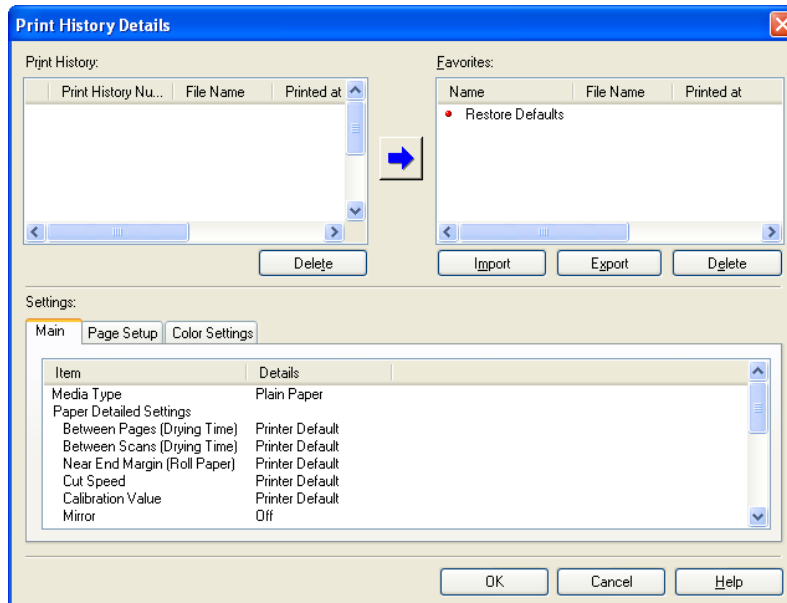 Print History Details
Print History:
Print History Nu... File Name Printed at
Delete
Favorites:
Name File Name Printed at
Restore Defaults
Import Export Delete
Settings:
Main Page Setup Color Settings
Item Details
Media Type Plain Paper
Paper Detailed Settings
Between Pages (Drying Time) Printer Default
Between Scans (Drying Time) Printer Default
Near End Margin (Roll Paper) Printer Default
Cut Speed Printer Default
Calibration Value Printer Default
Mirror Off
OK Cancel Help